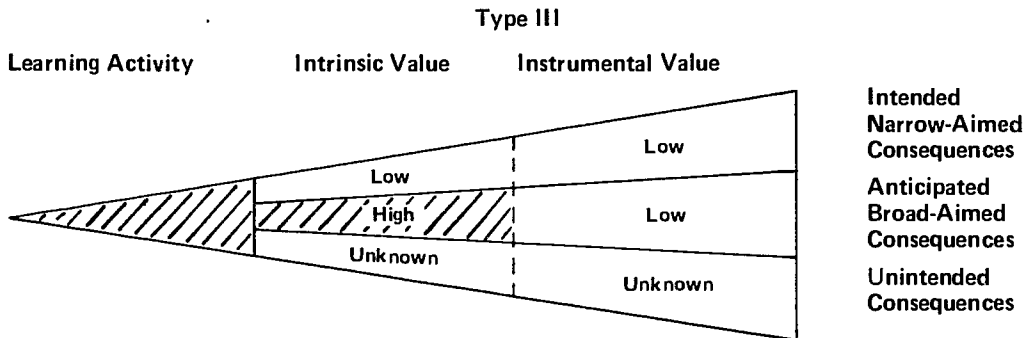 Type III
Learning Activity Intrinsic Value Instrumental Value
Intended
Narrow-Aimed
Consequences
Low
Low
Anticipated
Broad-Aimed
Consequences
High
Low
Unknown
Unknown
Unintended
Consequences